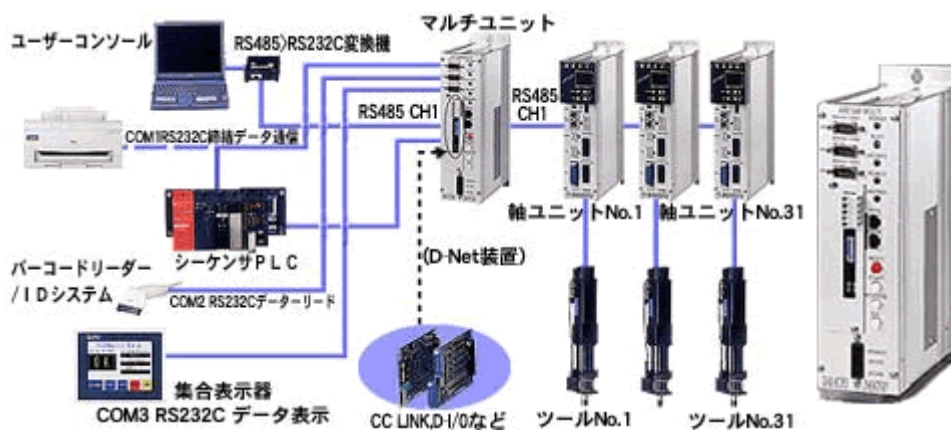 マルチユニット
ユーザーコンソール
RS485>RS232C変換機
RS485 CH1
RS485
CH1
COM1RS232C締結データ通信
軸ユニットNo.1
軸ユニットNo.31
シーケンサPLC
(D-Net装置)
バーコードリーダー
/IDシステム
COM2 RS232Cデーターリード
集合表示器
COM3 RS232C データ表示
CC LINK,D-I/Oなど
ツールNo.1
ツールNo.31